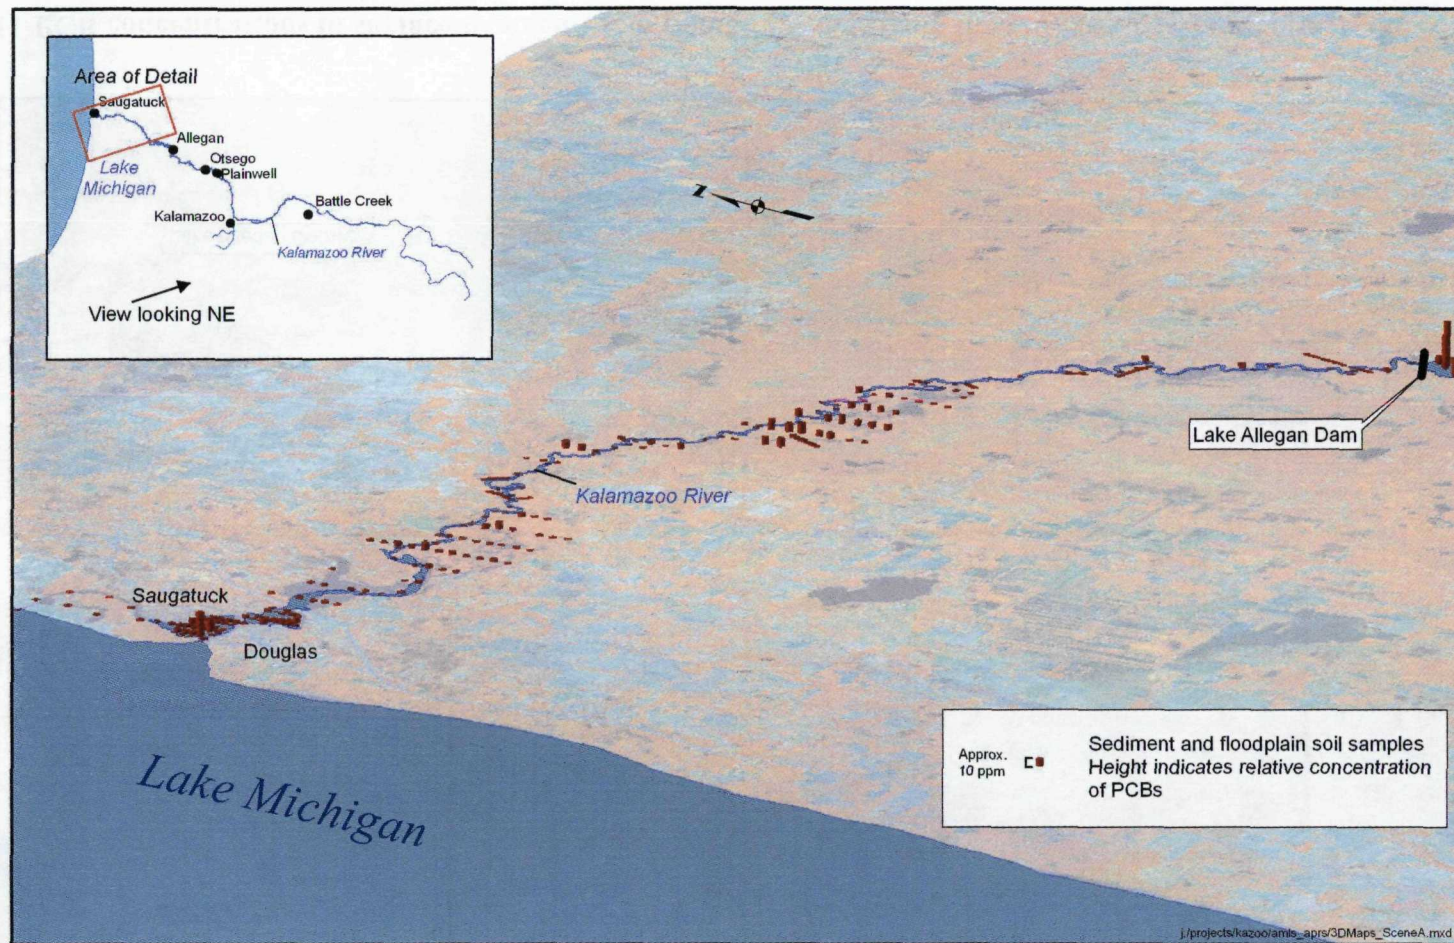 Area of Detail
Saugatuck
Allegan
Otsego
Plainwell
Lake
Michigan
Battle Creek
Kalamazoo
Kalamazoo River
View looking NE
N
Lake Allegan Dam
Kalamazoo River
Saugatuck
Douglas
Lake Michigan
Approx.
10 ppm
Sediment and floodplain soil samples
Height indicates relative concentration
of PCBs
j:/projects/kazoo/amls_aprs/3DMaps_SceneA.mxd